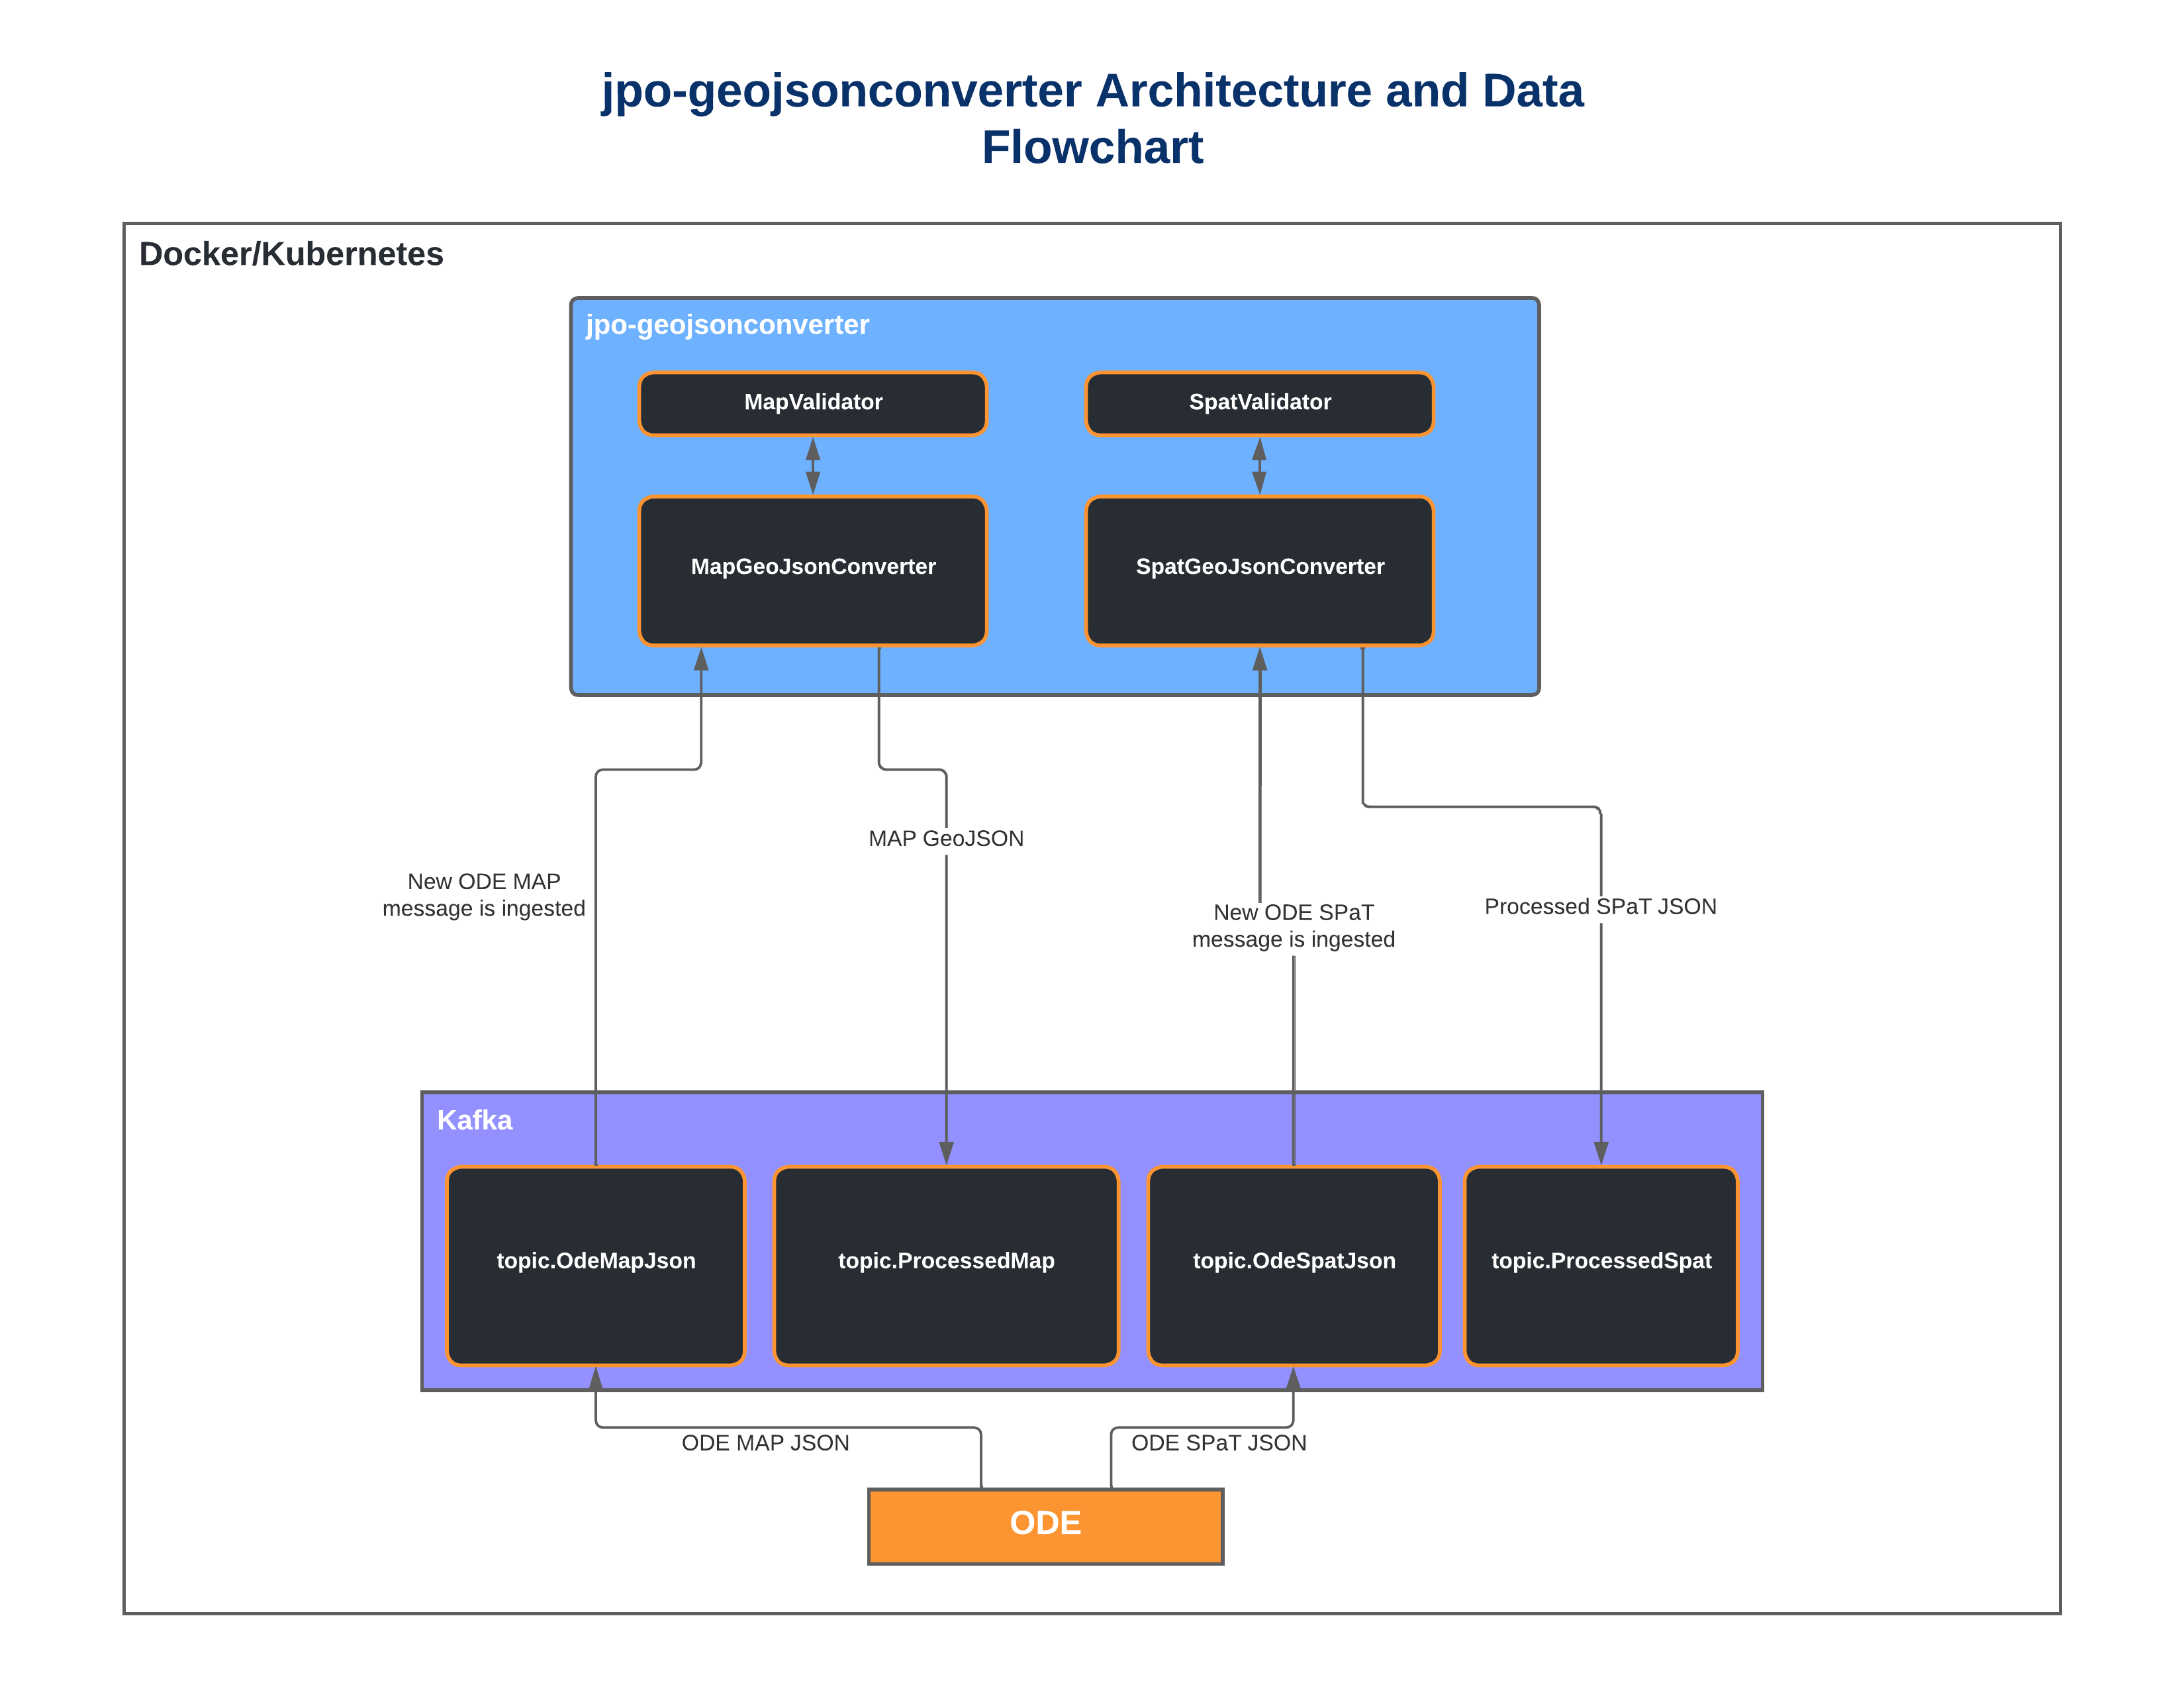 jpo-geojsonconverter Architecture and Data
Flowchart
Docker/Kubernetes
jpo-geojsonconverter
MapValidator
SpatValidator
MapGeoJsonConverter
SpatGeoJsonConverter
MAP GeoJSON
New ODE MAP
message is ingested
New ODE SPaT
message is ingested
Processed SPaT JSON
Kafka
topic.OdeMapJson
topic.ProcessedMap
topic.OdeSpatJson
topic.ProcessedSpat
ODE MAP JSON
ODE SPaT JSON
ODE